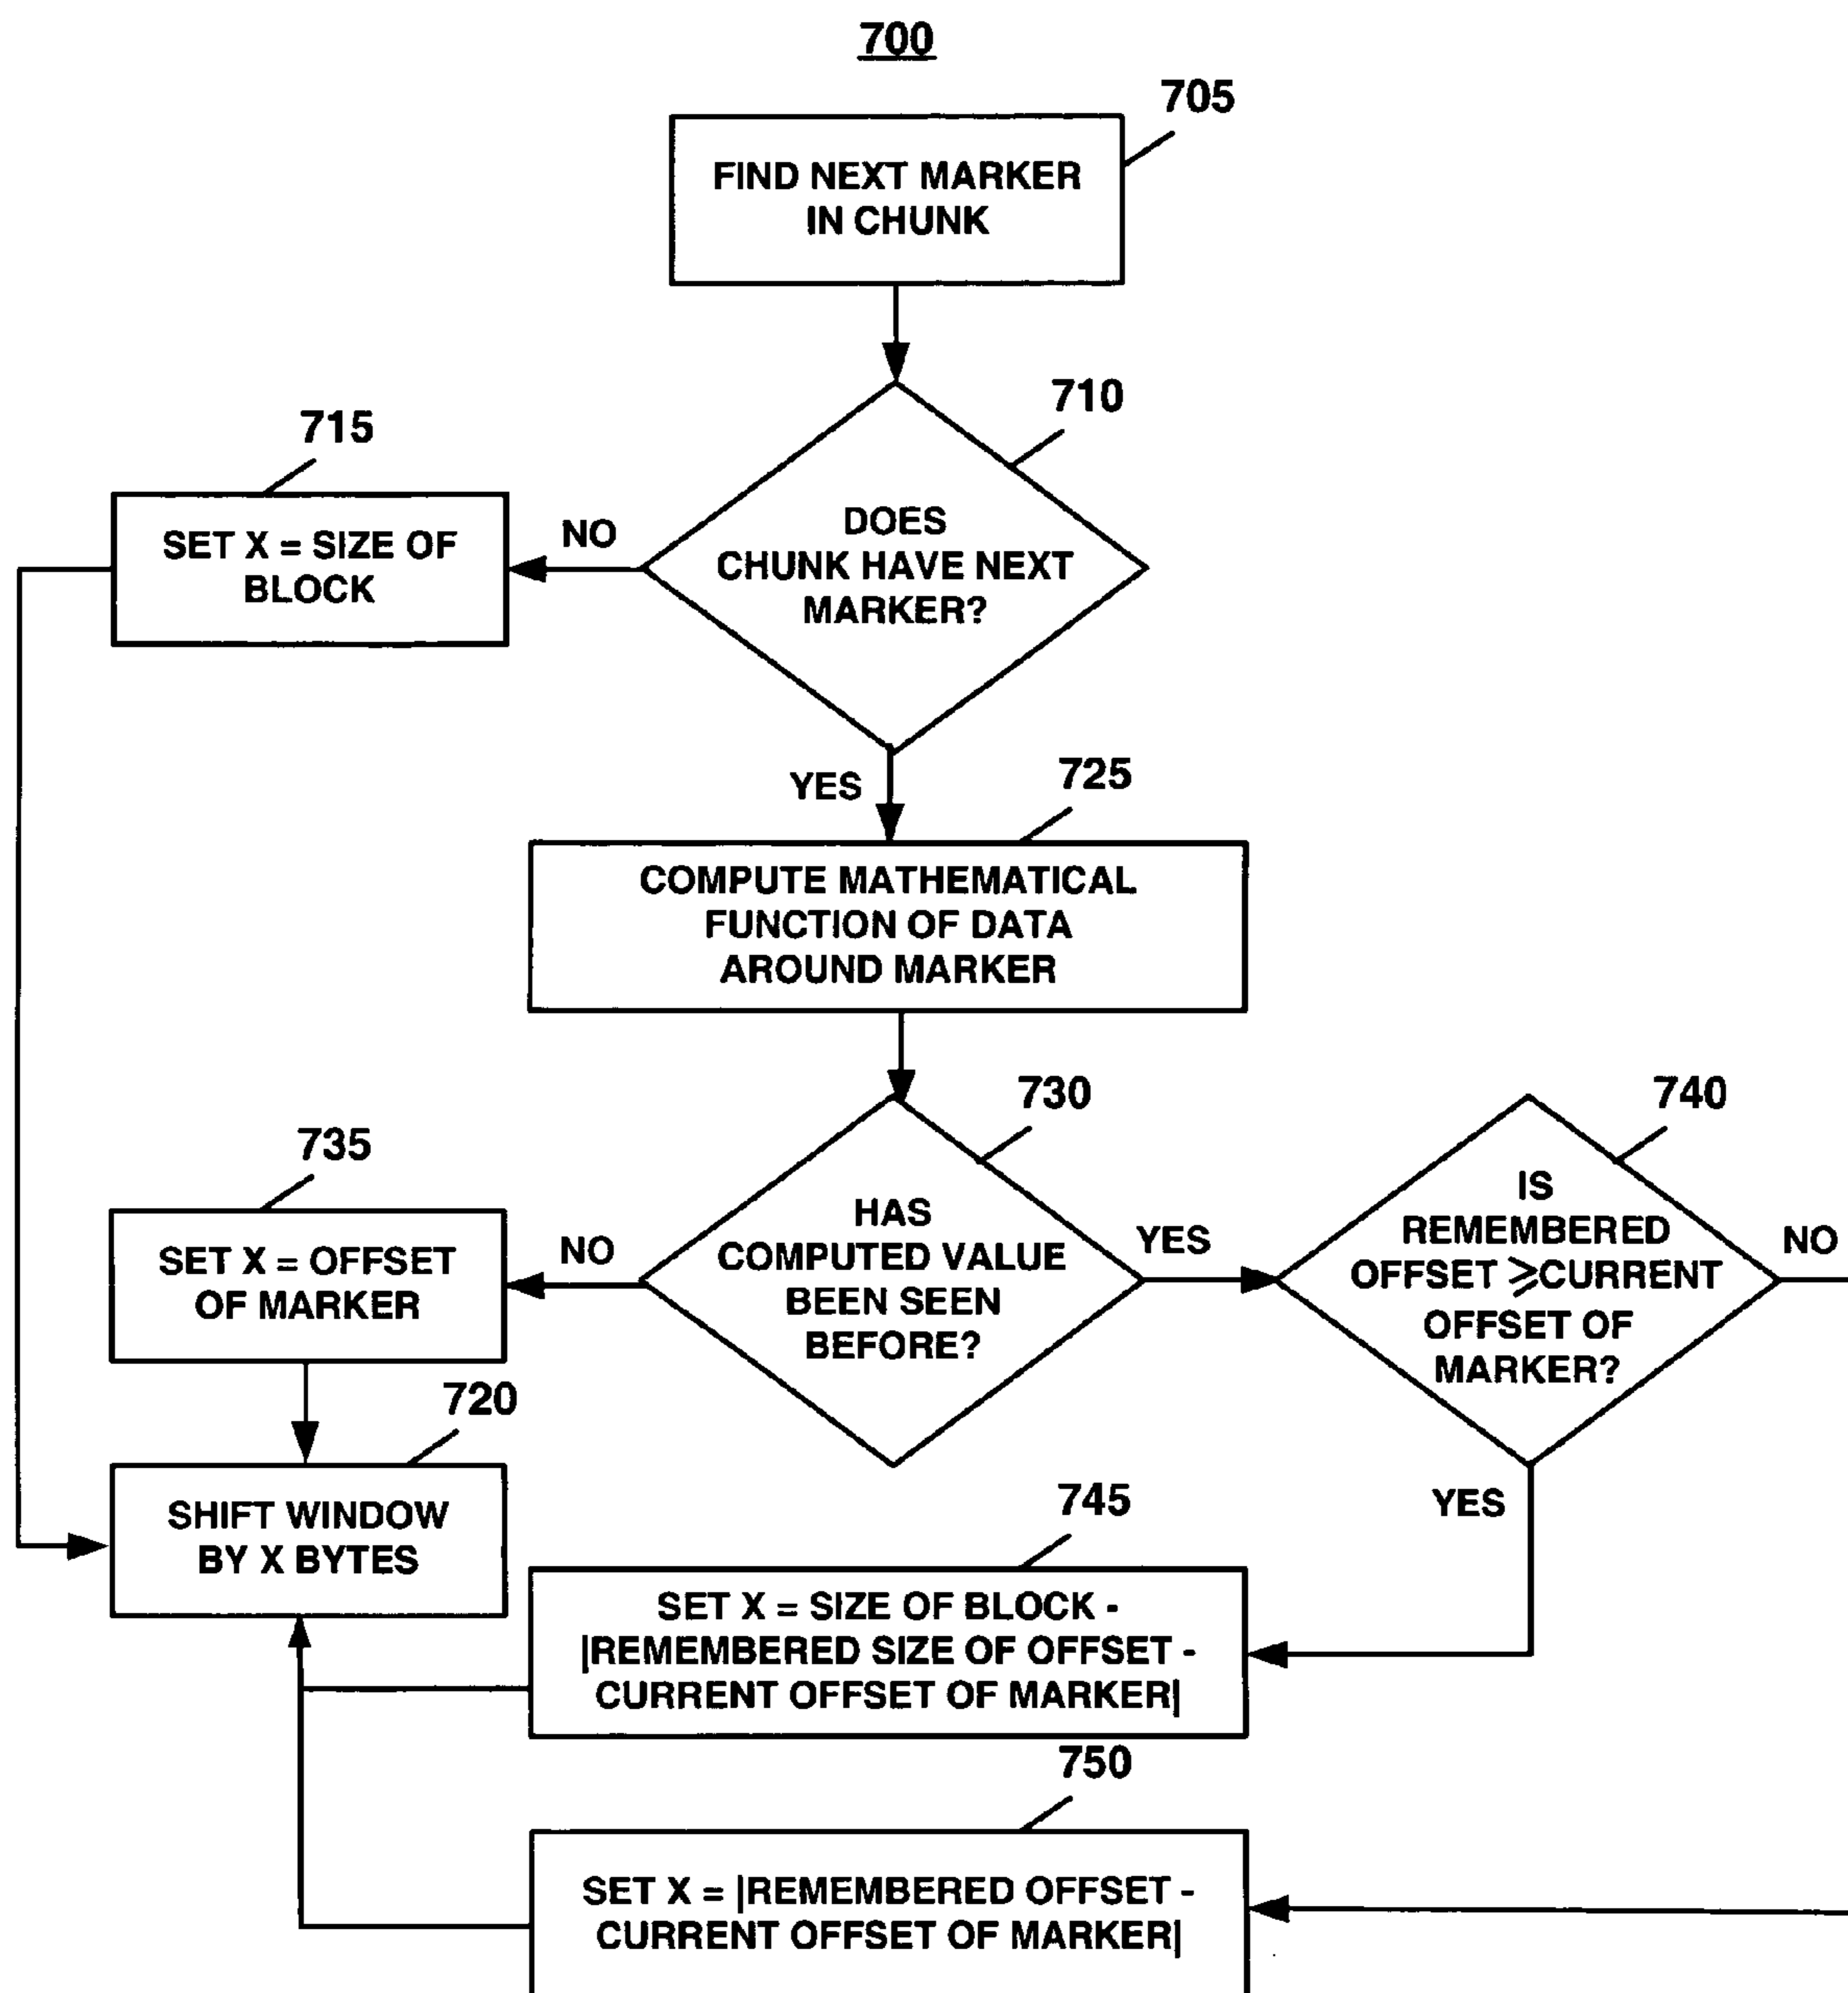 700
705
FIND NEXT MARKER
IN CHUNK
710
DOES
CHUNK HAVE NEXT
MARKER?
NO
715
SET X = SIZE OF
BLOCK
YES
725
COMPUTE MATHEMATICAL
FUNCTION OF DATA
AROUND MARKER
730
HAS
COMPUTED VALUE
BEEN SEEN
BEFORE?
NO
735
SET X = OFFSET
OF MARKER
720
SHIFT WINDOW
BY X BYTES
YES
740
IS
REMEMBERED
OFFSET ⩾CURRENT
OFFSET OF
MARKER?
NO
YES
745
SET X = SIZE OF BLOCK -
|REMEMBERED SIZE OF OFFSET -
CURRENT OFFSET OF MARKER|
750
SET X = |REMEMBERED OFFSET -
CURRENT OFFSET OF MARKER|